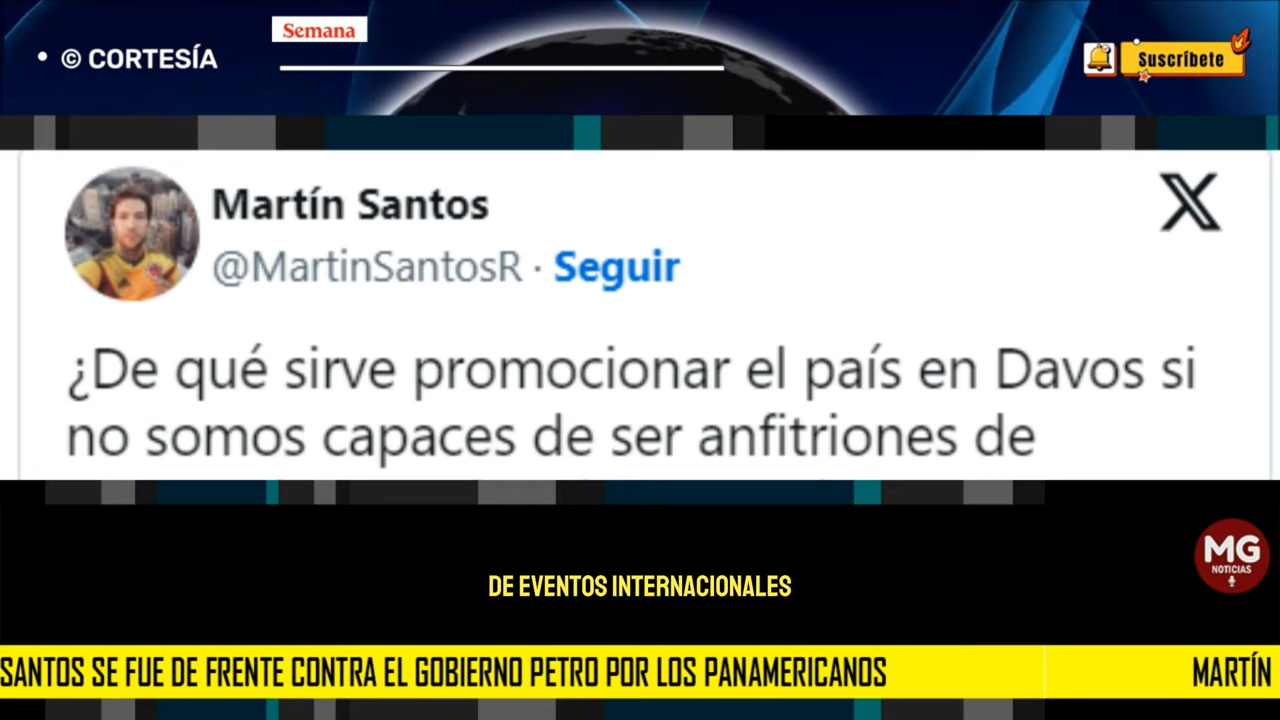 Semana
• © CORTESÍA
Suscríbete
Martín Santos
@MartinSantosR · Seguir
X
¿De qué sirve promocionar el país en Davos si
no somos capaces de ser anfitriones de
MG
NOTICIAS
DE EVENTOS INTERNACIONALES
SANTOS SE FUE DE FRENTE CONTRA EL GOBIERNO PETRO POR LOS PANAMERICANOS
MARTÍN